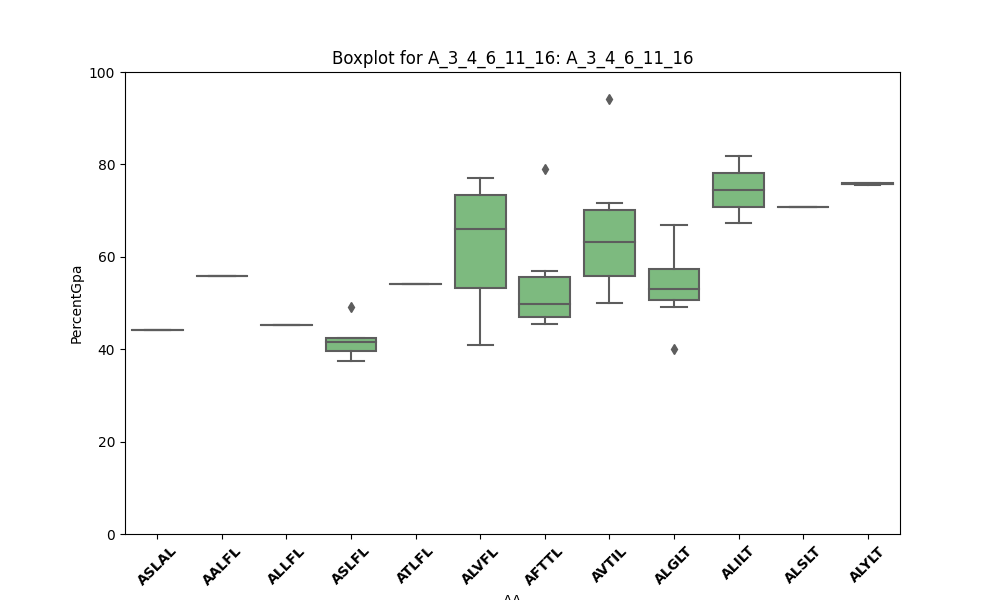 Boxplot for A_3_4_6_11_16: A_3_4_6_11_16
100
80
60
40
20
0
PercentGpa
ASLAL
AALFL
ALLFL
ASLFL
ATLFL
ALVFL
AFTTL
AVTIL
ALGLT
ALILT
ALSLT
ALYLT
AA